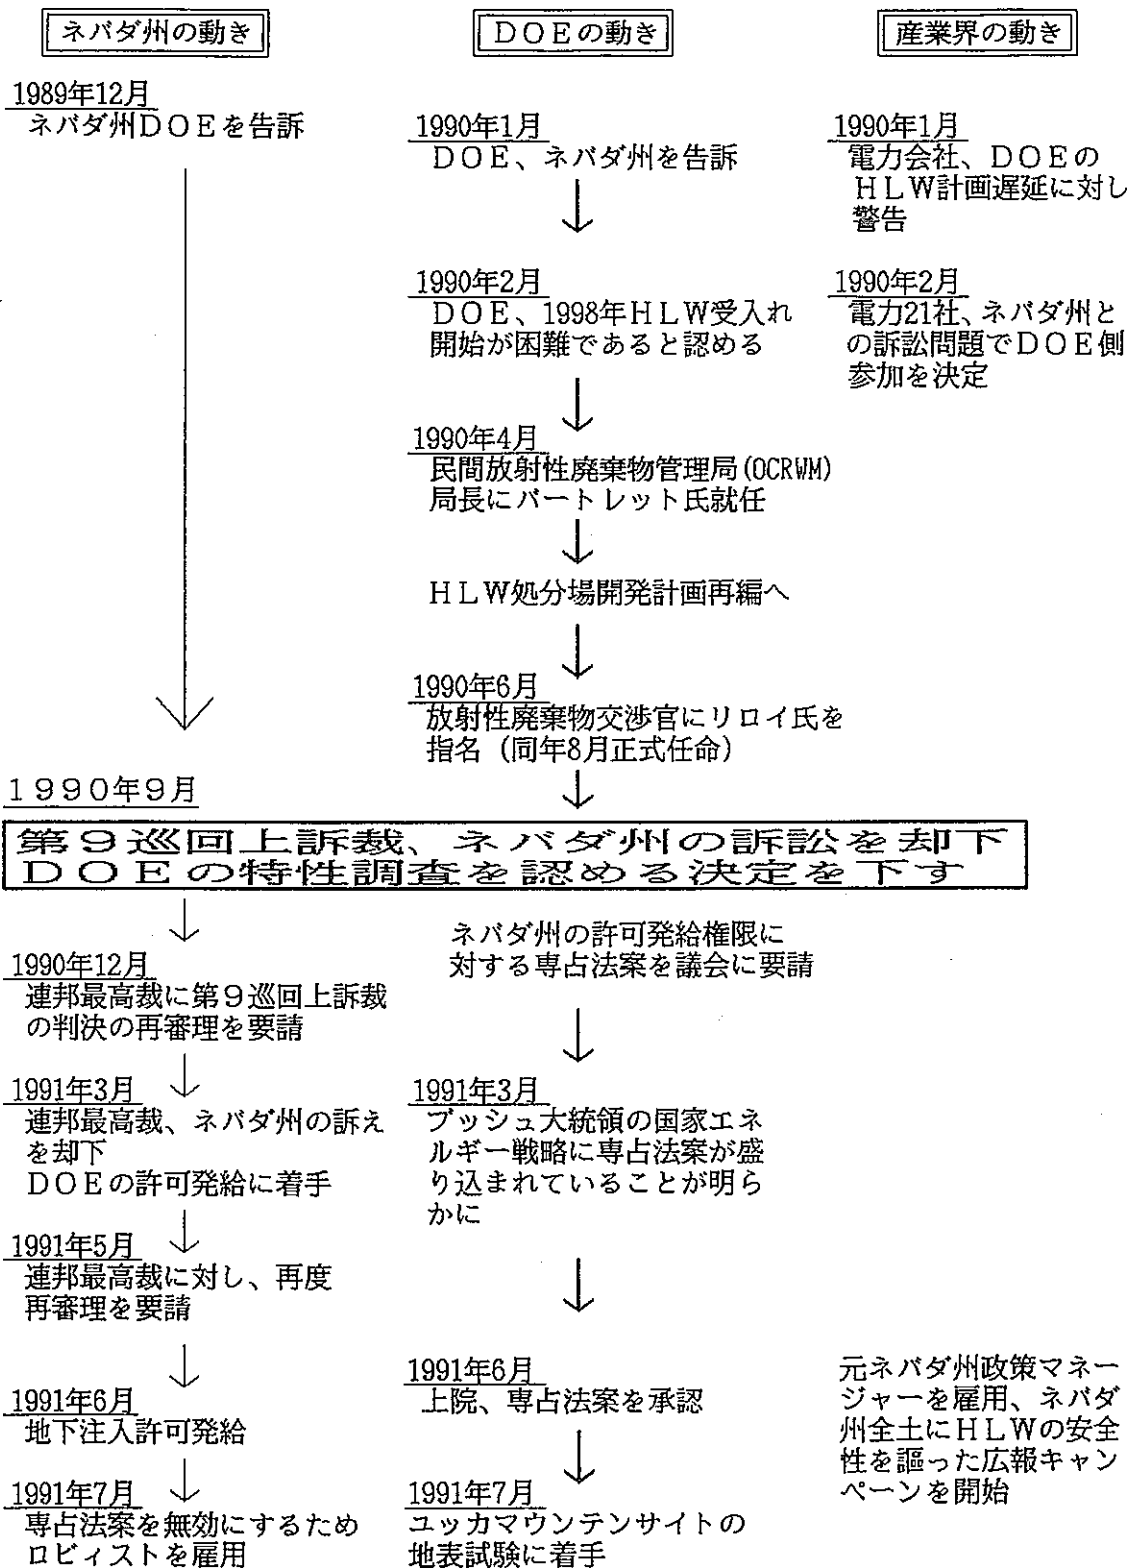 ネバダ州の動き
1989年12月
ネバダ州DOEを告訴
DOEの動き
1990年1月
DOE、ネバダ州を告訴
1990年2月
DOE、1998年HLW受入れ
開始が困難であると認める
1990年4月
民間放射性廃棄物管理局(OCRWM)
局長にバートレット氏就任
HLW処分場開発計画再編へ
1990年6月
放射性廃棄物交渉官にリロイ氏を
指名(同年8月正式任命)
産業界の動き
1990年1月
電力会社、DOEの
HLW計画遅延に対し
警告
1990年2月
電力21社、ネバダ州と
の訴訟問題でDOE側
参加を決定
1990年9月
第9巡回上訴裁、ネバダ州の訴訟を却下
DOEの特性調査を認める決定を下す
1990年12月
連邦最高裁に第9巡回上訴裁
の判決の再審理を要請
1991年3月
連邦最高裁、ネバダ州の訴え
を却下
DOEの許可発給に着手
1991年5月
連邦最高裁に対し、再度
再審理を要請
1991年6月
地下注入許可発給
1991年7月
専占法案を無効にするため
ロビィストを雇用
ネバダ州の許可発給権限に
対する専占法案を議会に要請
1991年3月
ブッシュ大統領の国家エネ
ルギー戦略に専占法案が盛
り込まれていることが明ら
かに
1991年6月
上院、専占法案を承認
1991年7月
ユッカマウンテンサイトの
地表試験に着手
元ネバダ州政策マネー
ジャーを雇用、ネバダ
州全土にHLWの安全
性を謳った広報キャン
ペーンを開始